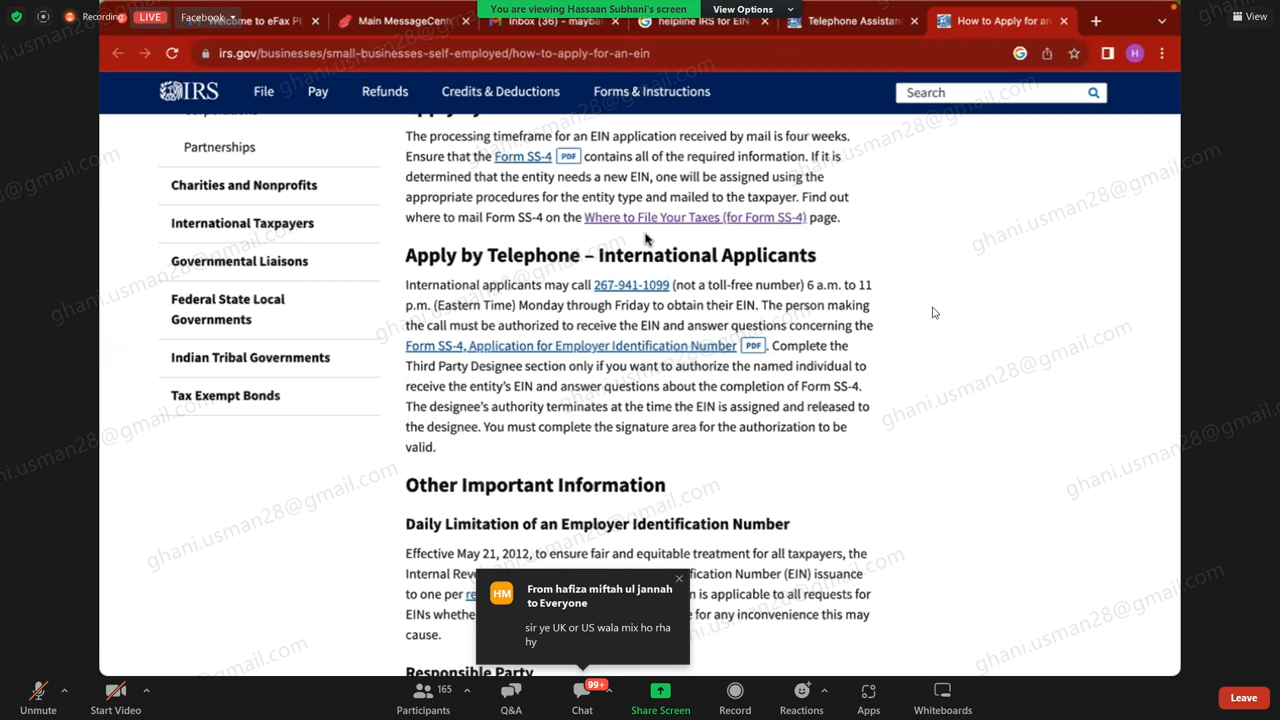 Recording
LIVE
Facebook
You are viewing Hassaan Subhani's screen
View Options
View
Welcome to eFax Pl
Main MessageCent
Inbox (36) - mayba
helpline IRS for EIN
Telephone Assistan
How to Apply for an
irs.gov/businesses/small-businesses-self-employed/how-to-apply-for-an-ein
H
IRS
File
Pay
Refunds
Credits & Deductions
Forms & Instructions
Search
Corporations
Partnerships
Charities and Nonprofits
International Taxpayers
Governmental Liaisons
Federal State Local
Governments
Indian Tribal Governments
Tax Exempt Bonds
The processing timeframe for an EIN application received by mail is four weeks.
Ensure that the Form SS-4 PDF contains all of the required information. If it is
determined that the entity needs a new EIN, one will be assigned using the
appropriate procedures for the entity type and mailed to the taxpayer. Find out
where to mail Form SS-4 on the Where to File Your Taxes (for Form SS-4) page.
Apply by Telephone – International Applicants
International applicants may call 267-941-1099 (not a toll-free number) 6 a.m. to 11
p.m. (Eastern Time) Monday through Friday to obtain their EIN. The person making
the call must be authorized to receive the EIN and answer questions concerning the
Form SS-4, Application for Employer Identification Number PDF. Complete the
Third Party Designee section only if you want to authorize the named individual to
receive the entity's EIN and answer questions about the completion of Form SS-4.
The designee's authority terminates at the time the EIN is assigned and released to
the designee. You must complete the signature area for the authorization to be
valid.
Other Important Information
Daily Limitation of an Employer Identification Number
Effective May 21, 2012, to ensure fair and equitable treatment for all taxpayers, the
Internal Reve fication Number (EIN) issuance
to one per re n is applicable to all requests for
EINs whethe for any inconvenience this may
cause.
Responsible Party
HM
From hafiza miftah ul jannah
to Everyone
sir ye UK or US wala mix ho rha
hy
ghani.usman28@gmail.com
Unmute
Start Video
165
Participants
Q&A
99+
Chat
Share Screen
Record
Reactions
Apps
Whiteboards
Leave